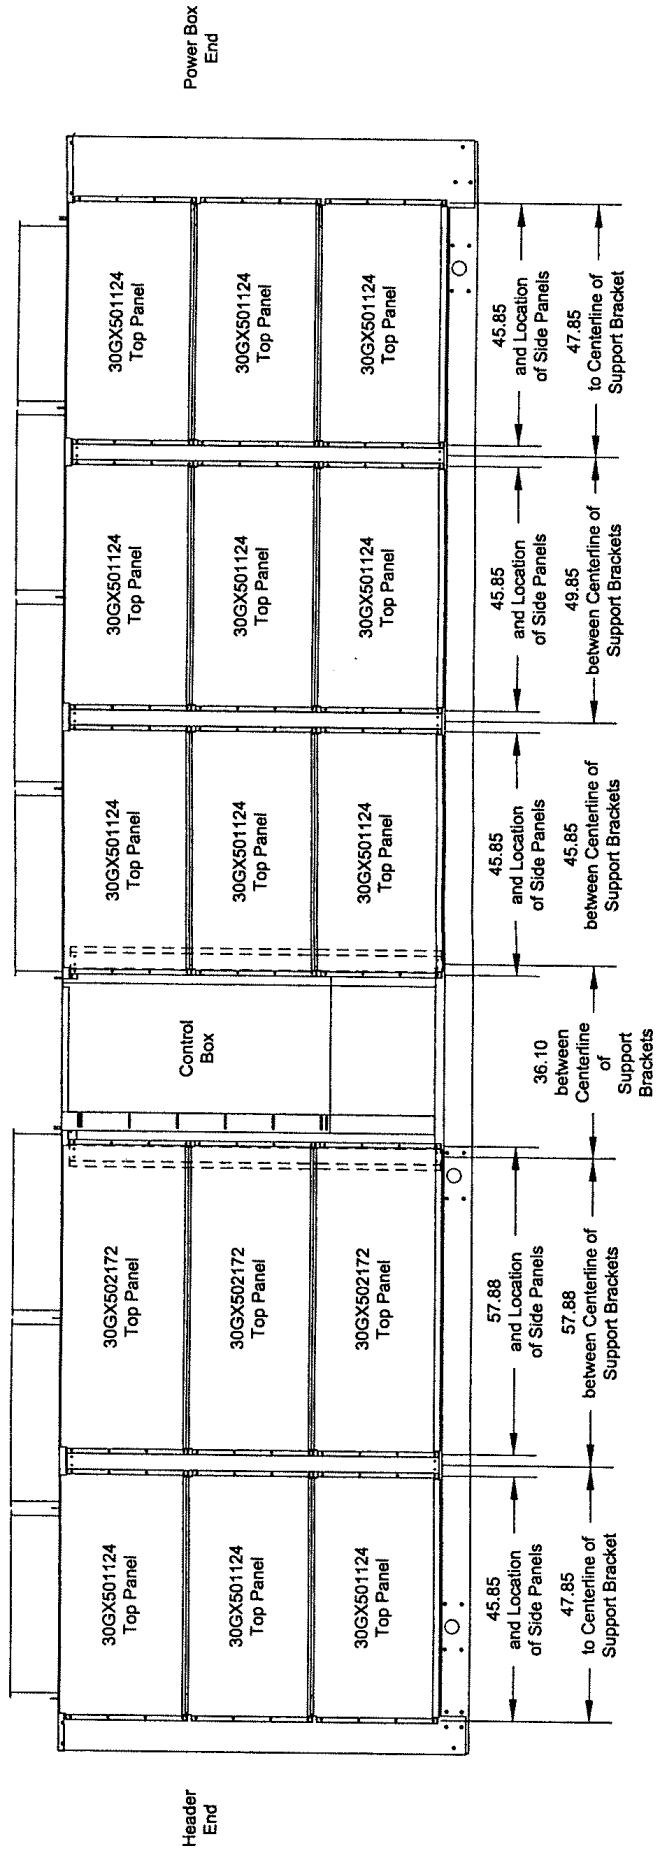 Header
End
30GX501124
Top Panel
30GX502172
Top Panel
Control
Box
30GX501124
Top Panel
30GX501124
Top Panel
30GX501124
Top Panel
Power Box
End
30GX501124
Top Panel
30GX502172
Top Panel
30GX501124
Top Panel
30GX501124
Top Panel
30GX501124
Top Panel
30GX501124
Top Panel
30GX502172
Top Panel
30GX501124
Top Panel
30GX501124
Top Panel
30GX501124
Top Panel
45.85
and Location
of Side Panels
57.88
and Location
of Side Panels
45.85
and Location
of Side Panels
45.85
and Location
of Side Panels
45.85
and Location
of Side Panels
47.85
to Centerline of
Support Bracket
57.88
between Centerline of
Support Brackets
36.10
between
Centerline
of
Support
Brackets
45.85
between Centerline of
Support Brackets
49.85
between Centerline of
Support Brackets
47.85
to Centerline of
Support Bracket